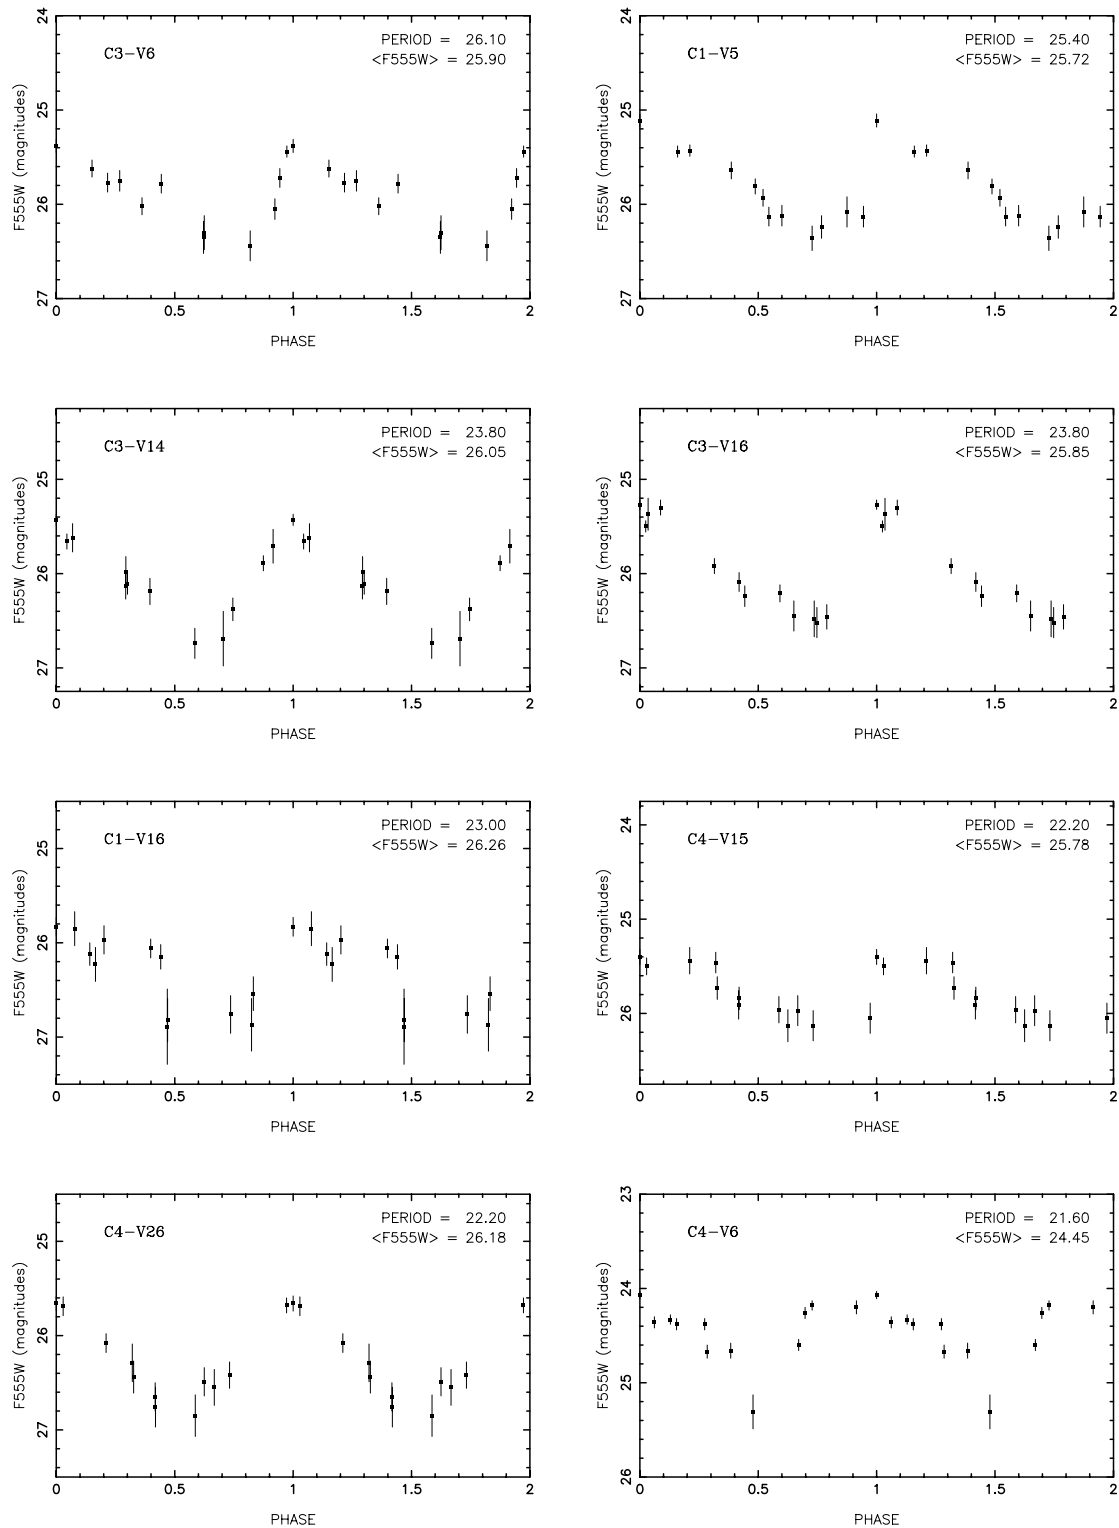 C3-V6
PERIOD = 26.10
<F555W> = 25.90
24
25
26
27
F555W (magnitudes)
0
0.5
1
1.5
2
PHASE
C1-V5
PERIOD = 25.40
<F555W> = 25.72
24
25
26
27
F555W (magnitudes)
0
0.5
1
1.5
2
PHASE
C3-V14
PERIOD = 23.80
<F555W> = 26.05
25
26
27
F555W (magnitudes)
0
0.5
1
1.5
2
PHASE
C3-V16
PERIOD = 23.80
<F555W> = 25.85
25
26
27
F555W (magnitudes)
0
0.5
1
1.5
2
PHASE
C1-V16
PERIOD = 23.00
<F555W> = 26.26
25
26
27
F555W (magnitudes)
0
0.5
1
1.5
2
PHASE
C4-V15
PERIOD = 22.20
<F555W> = 25.78
24
25
26
F555W (magnitudes)
0
0.5
1
1.5
2
PHASE
C4-V26
PERIOD = 22.20
<F555W> = 26.18
25
26
27
F555W (magnitudes)
0
0.5
1
1.5
2
PHASE
C4-V6
PERIOD = 21.60
<F555W> = 24.45
23
24
25
26
F555W (magnitudes)
0
0.5
1
1.5
2
PHASE